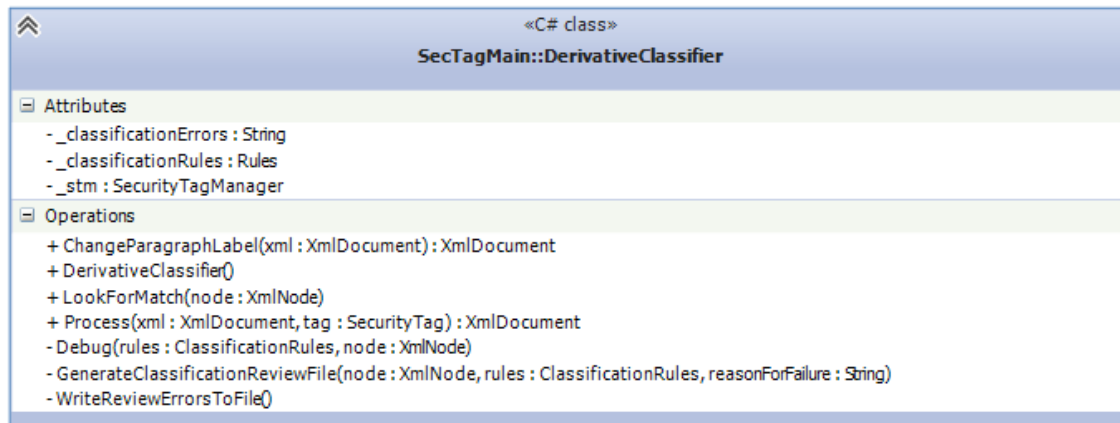 «C# class»
SecTagMain::DerivativeClassifier
Attributes
- _classificationErrors : String
- _classificationRules : Rules
- _stm : SecurityTagManager
Operations
+ ChangeParagraphLabel(xml : XmlDocument) : XmlDocument
+ DerivativeClassifier()
+ LookForMatch(node : XmlNode)
+ Process(xml : XmlDocument, tag : SecurityTag) : XmlDocument
- Debug(rules : ClassificationRules, node : XmlNode)
- GenerateClassificationReviewFile(node : XmlNode, rules : ClassificationRules, reasonForFailure : String)
- WriteReviewErrorsToFile()